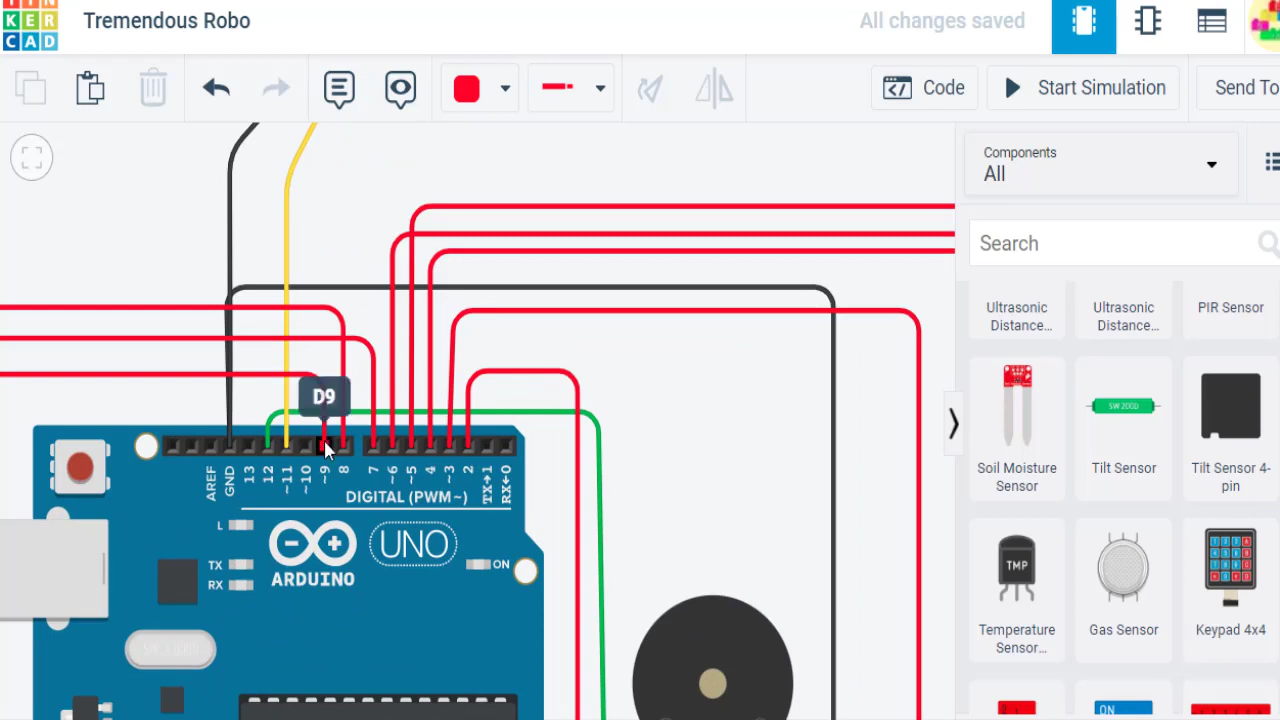 TIN
KER
CAD
Tremendous Robo
All changes saved
Code
Start Simulation
Send To
Components
All
Search
Ultrasonic
Distance...
Ultrasonic
Distance...
PIR Sensor
SW 200D
Soil Moisture
Sensor
Tilt Sensor
Tilt Sensor 4-
pin
TMP
Temperature
Sensor...
Gas Sensor
Keypad 4x4
ON
D9
AREF
GND
13
12
~11
~10
~9
8
7
~6
~5
4
~3
2
TX→1
RX←0
DIGITAL (PWM~)
L
TX
RX
ARDUINO
UNO
ON